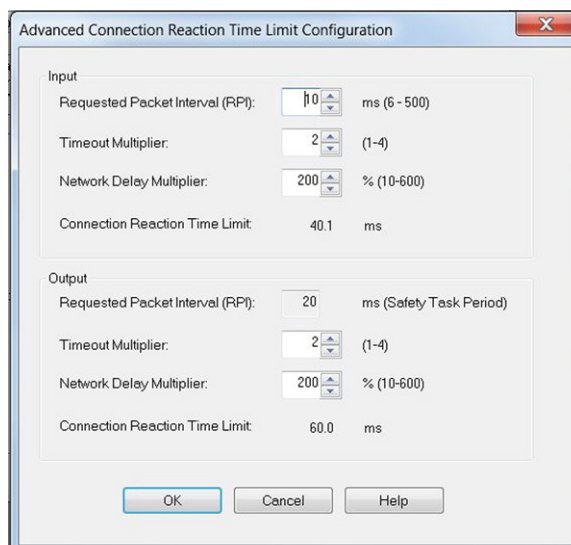 Advanced Connection Reaction Time Limit Configuration
Input
Requested Packet Interval (RPI): 10 ms (6 - 500)
Timeout Multiplier: 2 (1-4)
Network Delay Multiplier: 200 % (10-600)
Connection Reaction Time Limit: 40.1 ms
Output
Requested Packet Interval (RPI): 20 ms (Safety Task Period)
Timeout Multiplier: 2 (1-4)
Network Delay Multiplier: 200 % (10-600)
Connection Reaction Time Limit: 60.0 ms
OK Cancel Help